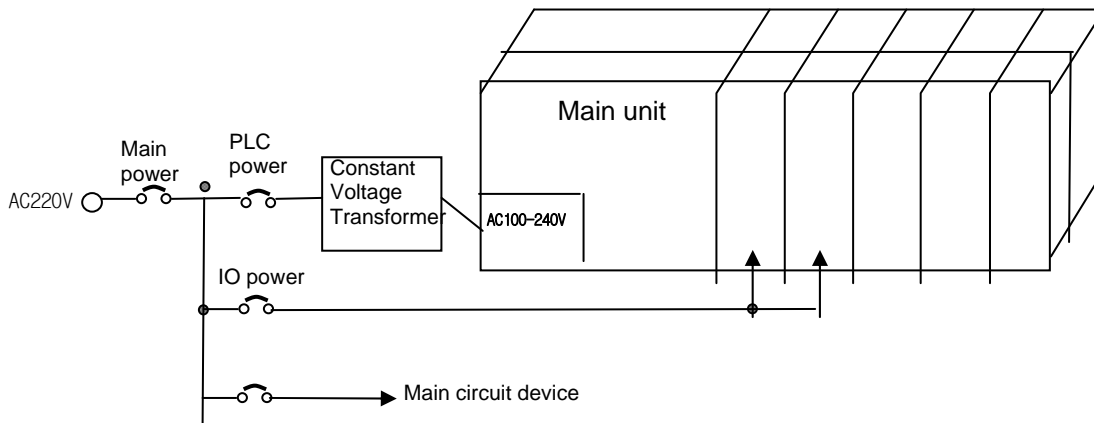 Main unit
Main
power
PLC
power
Constant
Voltage
Transformer
AC220V
AC100-240V
IO power
Main circuit device